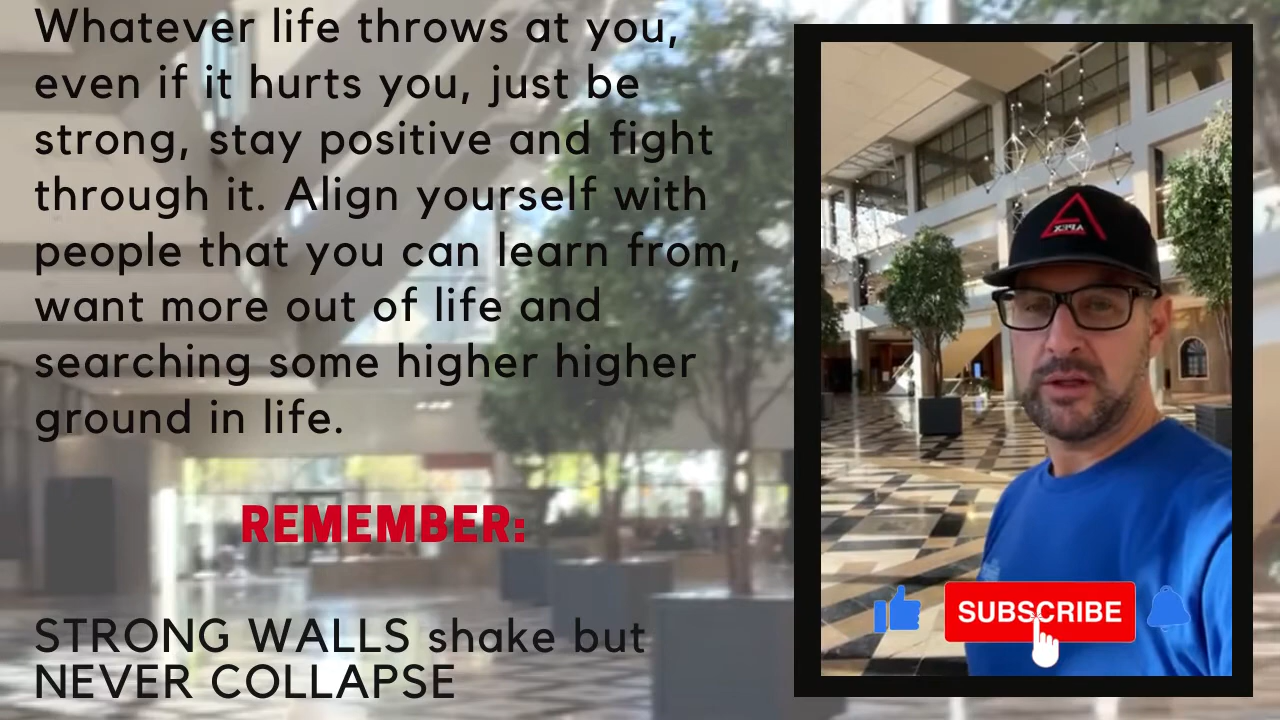 Whatever life throws at you,
even if it hurts you, just be
strong, stay positive and fight
through it. Align yourself with
people that you can learn from,
want more out of life and
searching some higher higher
ground in life.
REMEMBER:
STRONG WALLS shake but
NEVER COLLAPSE
APEX
SUBSCRIBE